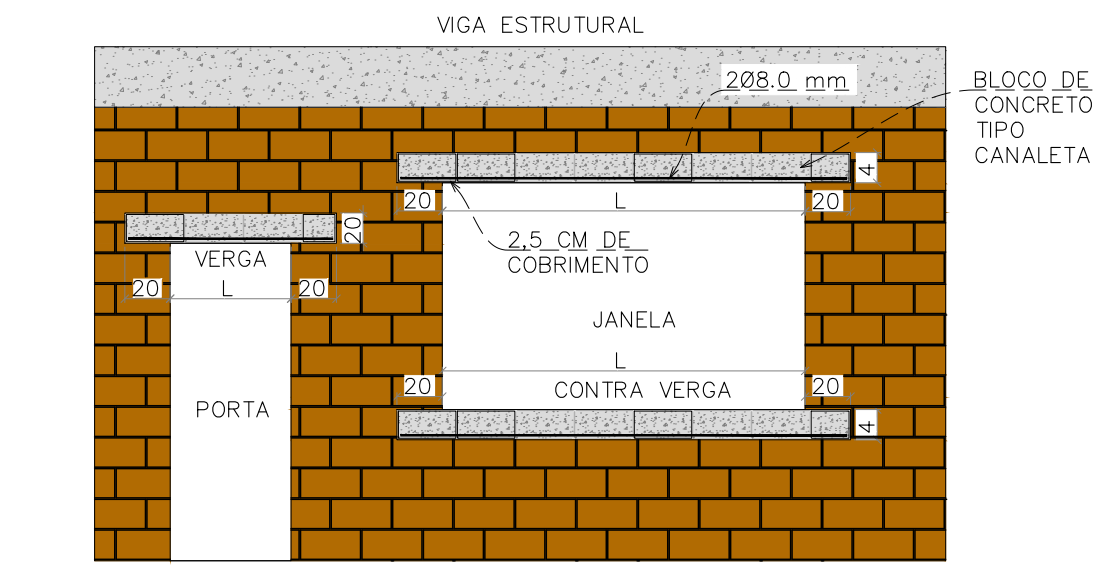 VIGA ESTRUTURAL
2Ø8.0 mm
BLOCO DE
CONCRETO
TIPO
CANALETA
4
20
L
20
20
2,5 CM DE
COBRIMENTO
VERGA
20
L
20
JANELA
L
20
CONTRA VERGA
20
PORTA
4